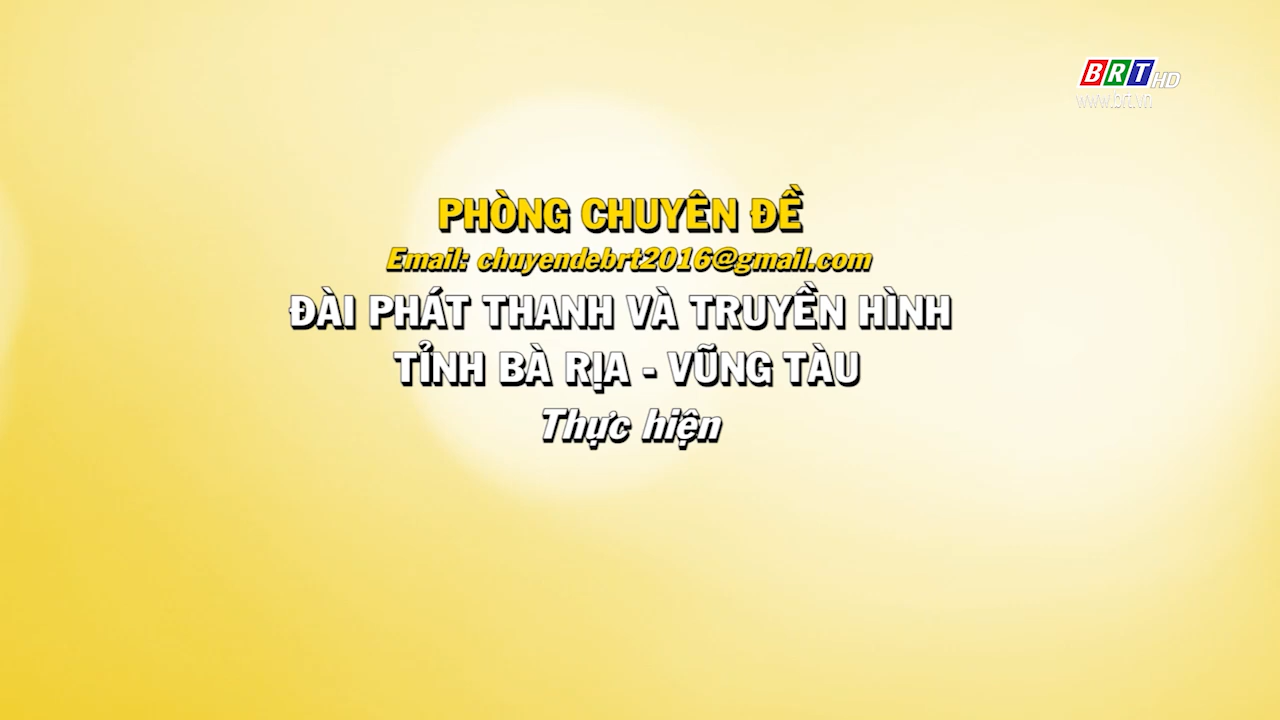 BRT HD
www.brt.vn
PHÒNG CHUYÊN ĐỀ
Email: chuyendebrt2016@gmail.com
ĐÀI PHÁT THANH VÀ TRUYỀN HÌNH
TỈNH BÀ RỊA - VŨNG TÀU
Thực hiện